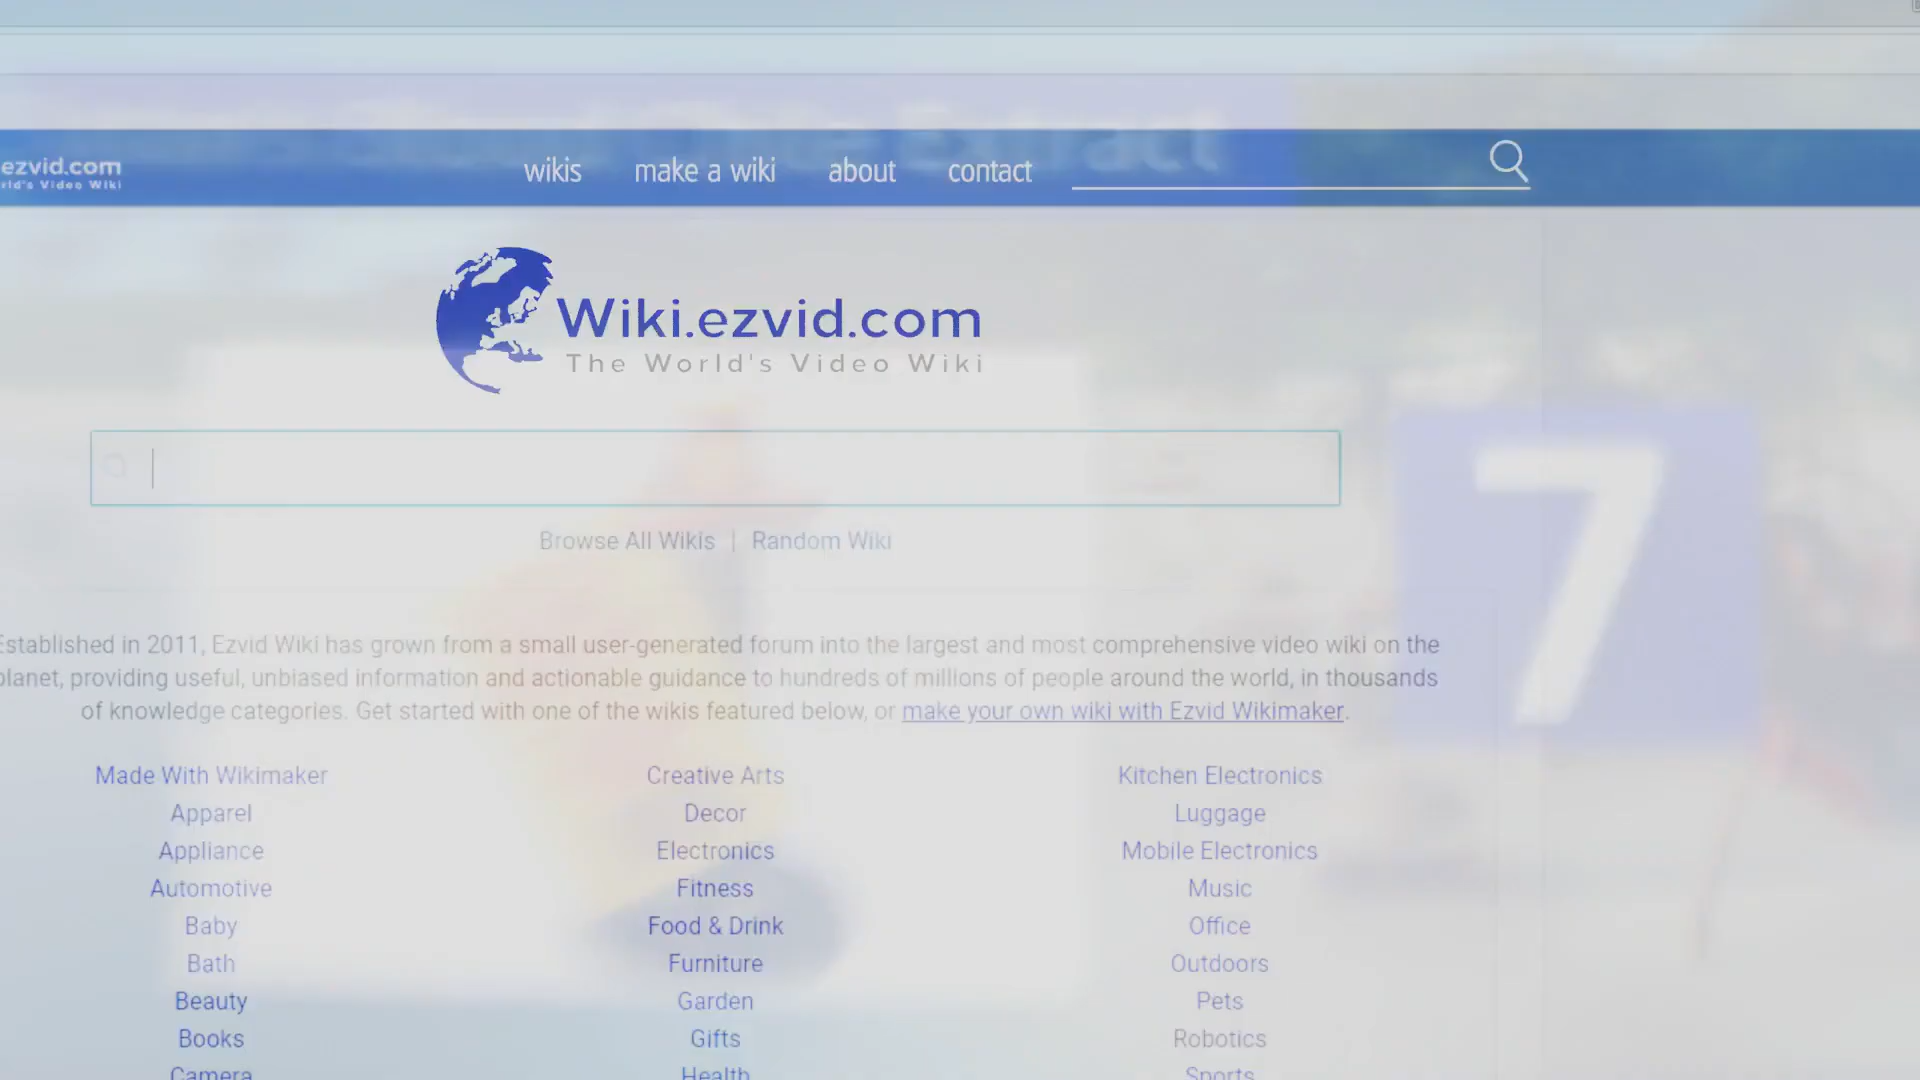 ezvid.com
wikis make a wiki about contact
Wiki.ezvid.com
The World's Video Wiki
Browse All Wikis | Random Wiki
Established in 2011, Ezvid Wiki has grown from a small user-generated forum into the largest and most comprehensive video wiki on the
planet, providing useful, unbiased information and actionable guidance to hundreds of millions of people around the world, in thousands
of knowledge categories. Get started with one of the wikis featured below, or make your own wiki with Ezvid Wikimaker.
7
Made With Wikimaker Creative Arts Kitchen Electronics
Apparel Decor Luggage
Appliance Electronics Mobile Electronics
Automotive Fitness Music
Baby Food & Drink Office
Bath Furniture Outdoors
Beauty Garden Pets
Books Gifts Robotics
Camera Health Sports
Extract
rld's Video Wiki